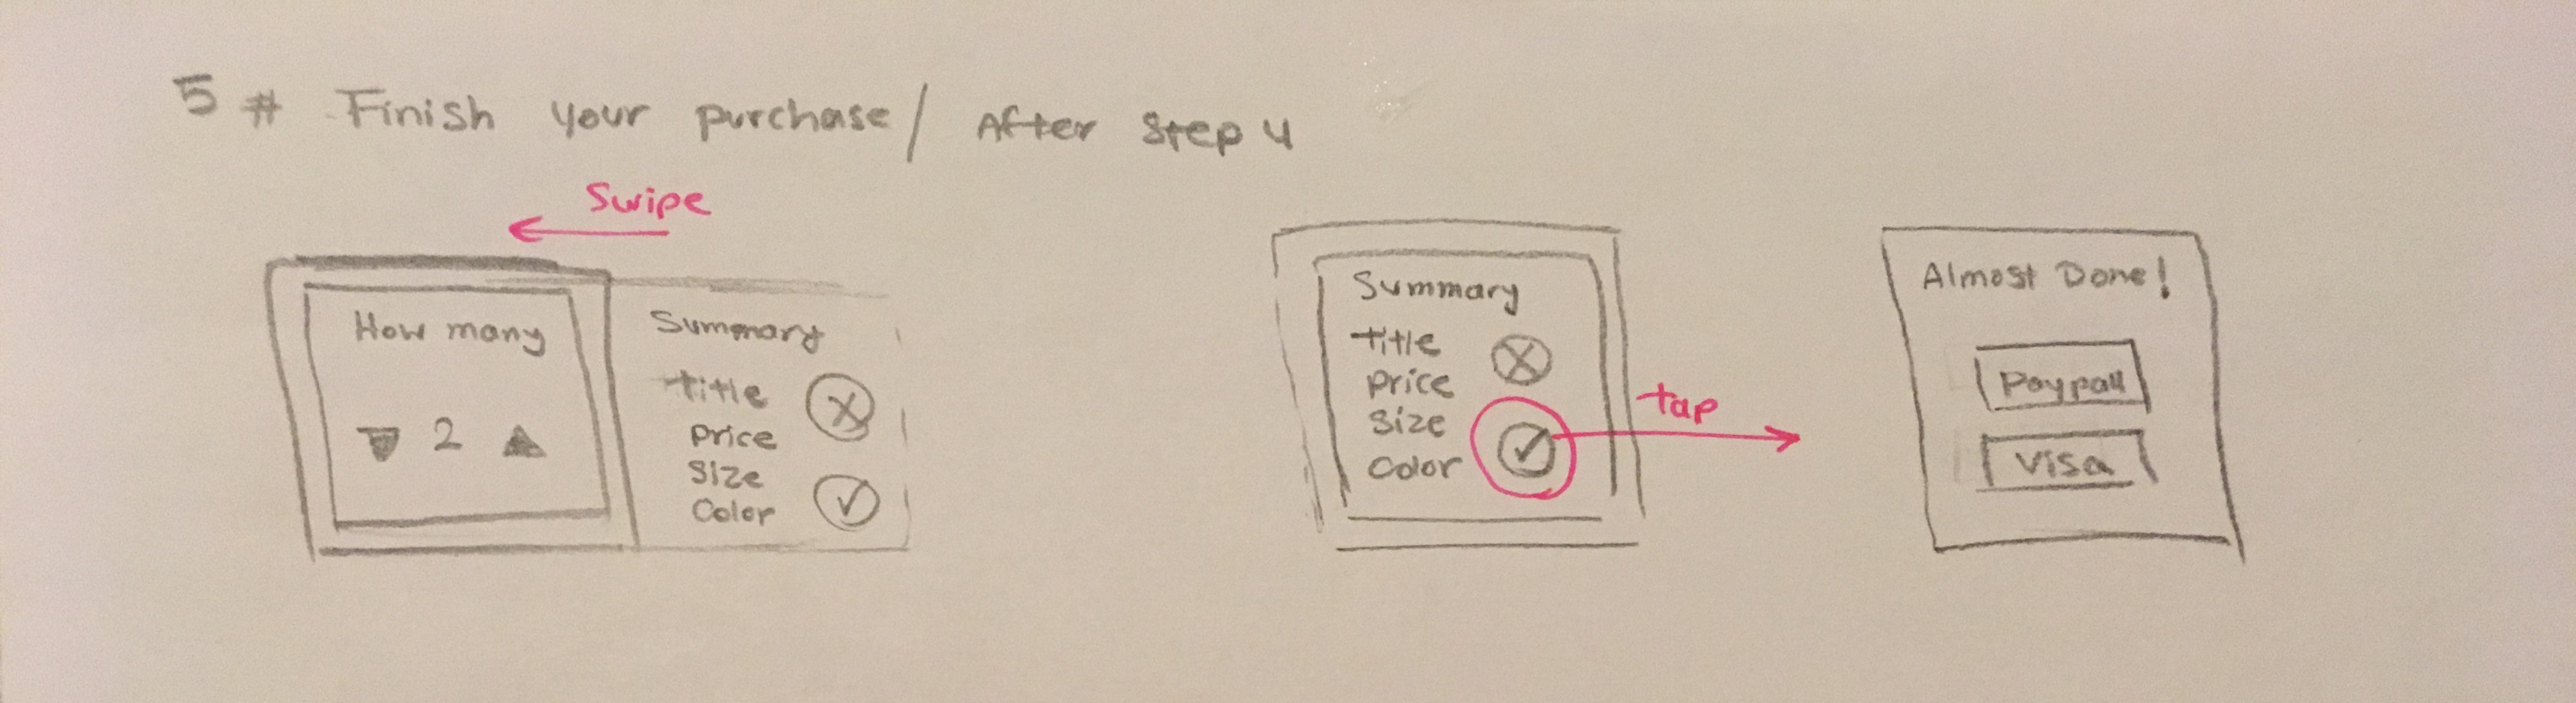 5 # Finish your purchase / After Step 4
Swipe
How many
2
Summary
Title
Price
Size
Color
Summary
Title
Price
Size
Color
tap
Almost Done!
Paypall
Visa